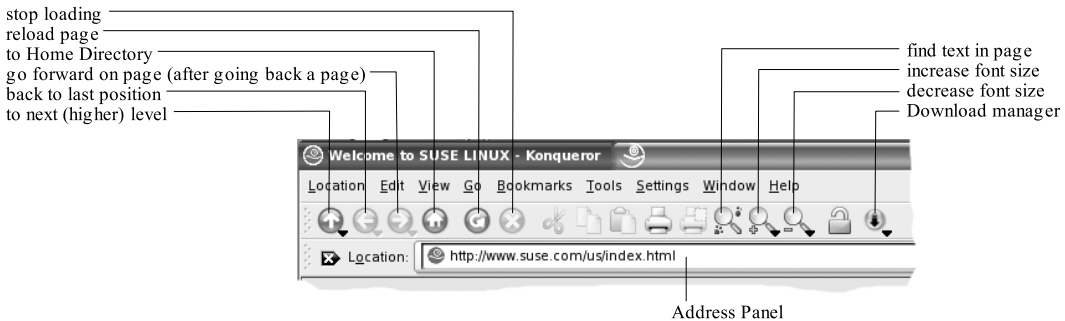 stop loading
reload page
to Home Directory
go forward on page (after going back a page)
back to last position
to next (higher) level
find text in page
increase font size
decrease font size
Download manager
Welcome to SUSE LINUX - Konqueror
Location Edit View Go Bookmarks Tools Settings Window Help
Location: http://www.suse.com/us/index.html
Address Panel